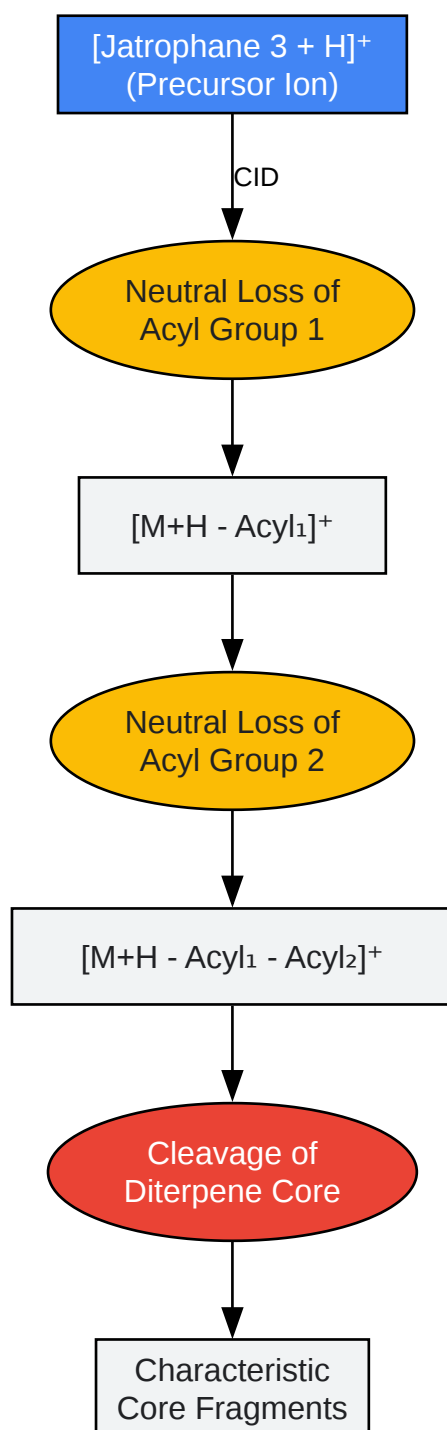 [Jatrophane 3 + H]⁺
(Precursor Ion)
CID
Neutral Loss of
Acyl Group 1
[M+H - Acyl₁]⁺
Neutral Loss of
Acyl Group 2
[M+H - Acyl₁ - Acyl₂]⁺
Cleavage of
Diterpene Core
Characteristic
Core Fragments